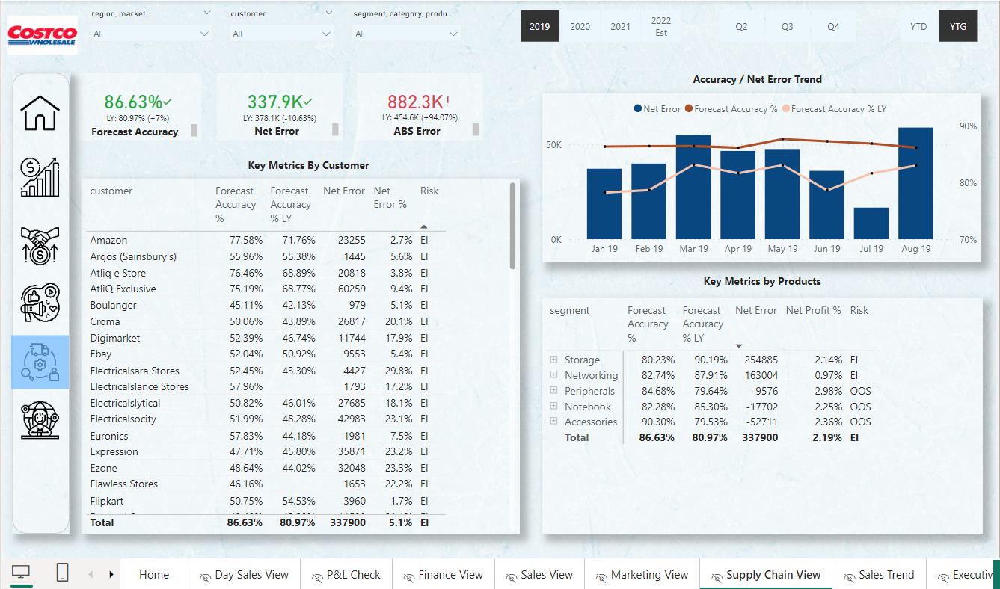 COSTCO
WHOLESALE
region, market
All
customer
All
segment, category, produ...
All
2019
2020
2021
2022
Est
Q2
Q3
Q4
YTD
YTG
86.63%
LY: 80.97% (+7%)
Forecast Accuracy
337.9K
LY: 378.1K (-10.63%)
Net Error
882.3K!
LY: 454.6K (+94.07%)
ABS Error
Key Metrics By Customer
customer Forecast Accuracy % Forecast Accuracy % LY Net Error Net Error % Risk
Amazon 77.58% 71.76% 23255 2.7% EI
Argos (Sainsbury's) 55.96% 55.38% 1445 5.6% EI
Atliq e Store 76.46% 68.89% 20818 3.8% EI
AtliQ Exclusive 75.19% 68.77% 60259 9.4% EI
Boulanger 45.11% 42.13% 979 5.1% EI
Croma 50.06% 43.89% 26817 20.1% EI
Digimarket 52.39% 46.74% 11744 17.9% EI
Ebay 52.04% 50.92% 9553 5.4% EI
Electricalsara Stores 52.45% 43.30% 4427 29.8% EI
Electricalslance Stores 57.96% 1793 17.2% EI
Electricalslytical 50.82% 46.01% 27685 18.1% EI
Electricalsocity 51.99% 48.28% 42983 23.1% EI
Euronics 57.83% 44.18% 1981 7.5% EI
Expression 47.71% 45.80% 35871 23.2% EI
Ezone 48.64% 44.02% 32048 23.3% EI
Flawless Stores 46.16% 1653 22.2% EI
Flipkart 50.75% 54.53% 3960 1.7% EI
Total 86.63% 80.97% 337900 5.1% EI
Accuracy / Net Error Trend
Net Error Forecast Accuracy % Forecast Accuracy % LY
90%
50K
80%
0K
70%
Jan 19 Feb 19 Mar 19 Apr 19 May 19 Jun 19 Jul 19 Aug 19
Key Metrics by Products
segment Forecast Accuracy % Forecast Accuracy % LY Net Error Net Profit % Risk
Storage 80.23% 90.19% 254885 2.14% EI
Networking 82.74% 87.91% 163004 0.97% EI
Peripherals 84.68% 79.64% -9576 2.98% OOS
Notebook 82.28% 85.30% -17702 2.25% OOS
Accessories 90.30% 79.53% -52711 2.36% OOS
Total 86.63% 80.97% 337900 2.19% EI
Home
Day Sales View
P&L Check
Finance View
Sales View
Marketing View
Supply Chain View
Sales Trend
Executiv